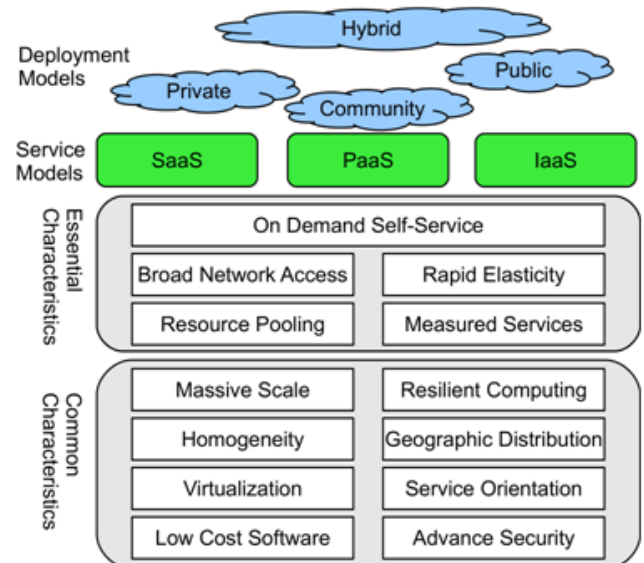 Hybrid
Deployment
Models
Public
Private
Community
Service
Models
SaaS
PaaS
IaaS
Essential
Characteristics
On Demand Self-Service
Broad Network Access
Rapid Elasticity
Resource Pooling
Measured Services
Common
Characteristics
Massive Scale
Resilient Computing
Homogeneity
Geographic Distribution
Virtualization
Service Orientation
Low Cost Software
Advance Security